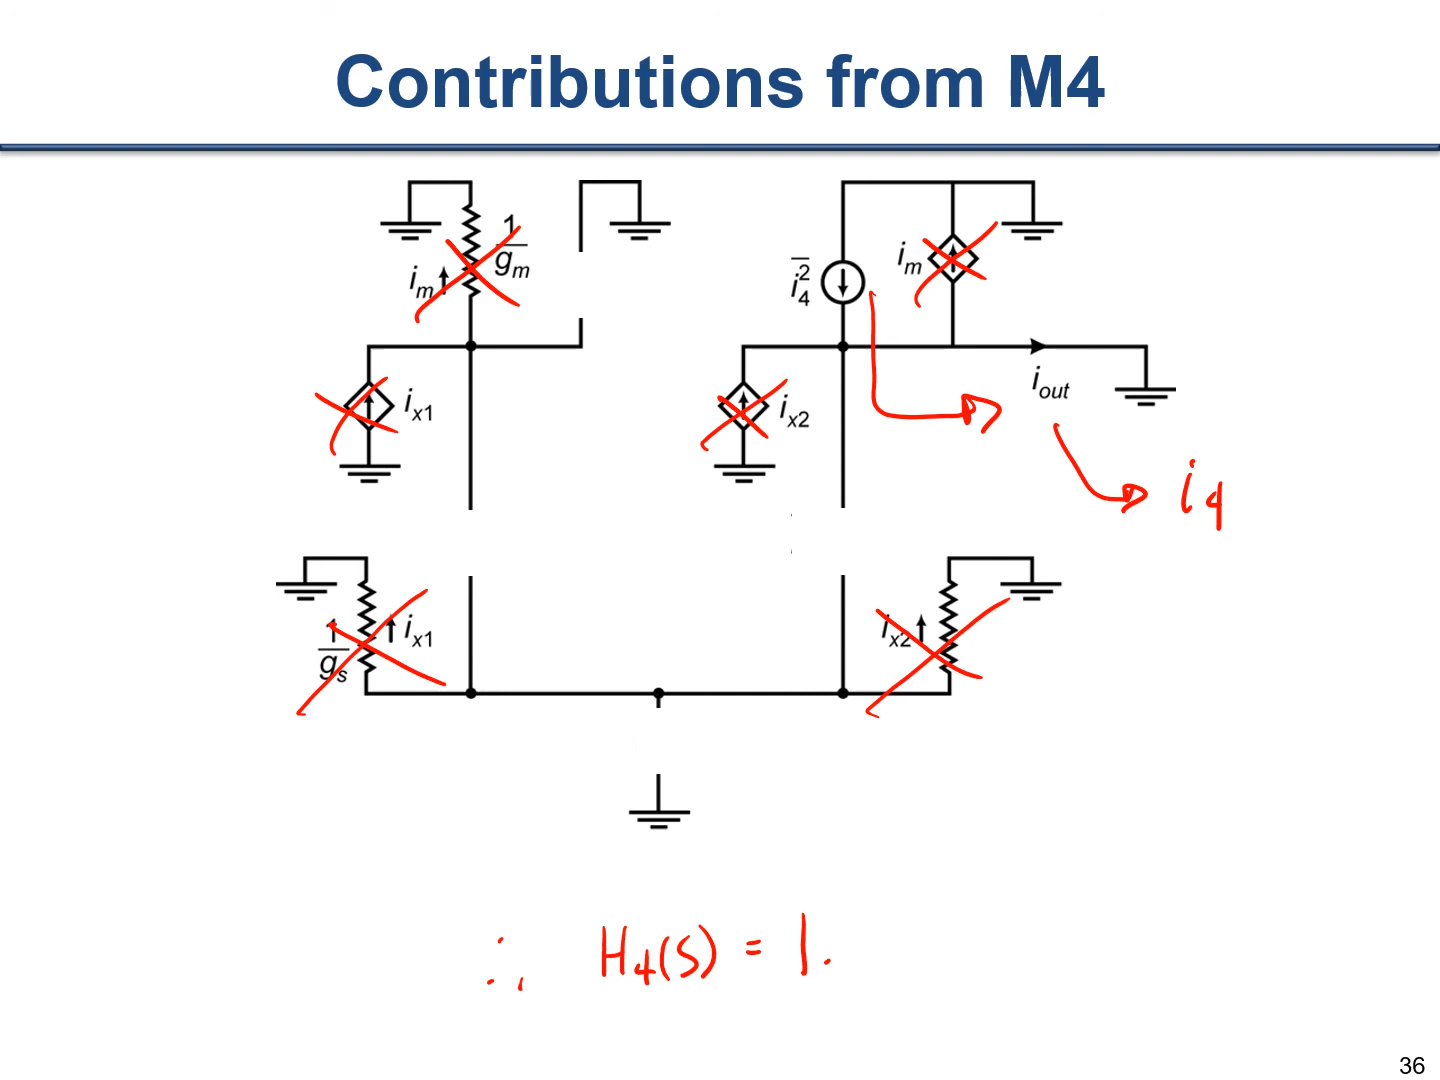 Contributions from M4
1
gm
im
i4²
im
ix1
ix2
iout
i4
1
gs
ix1
ix2
∴ H4(s) = 1.
36